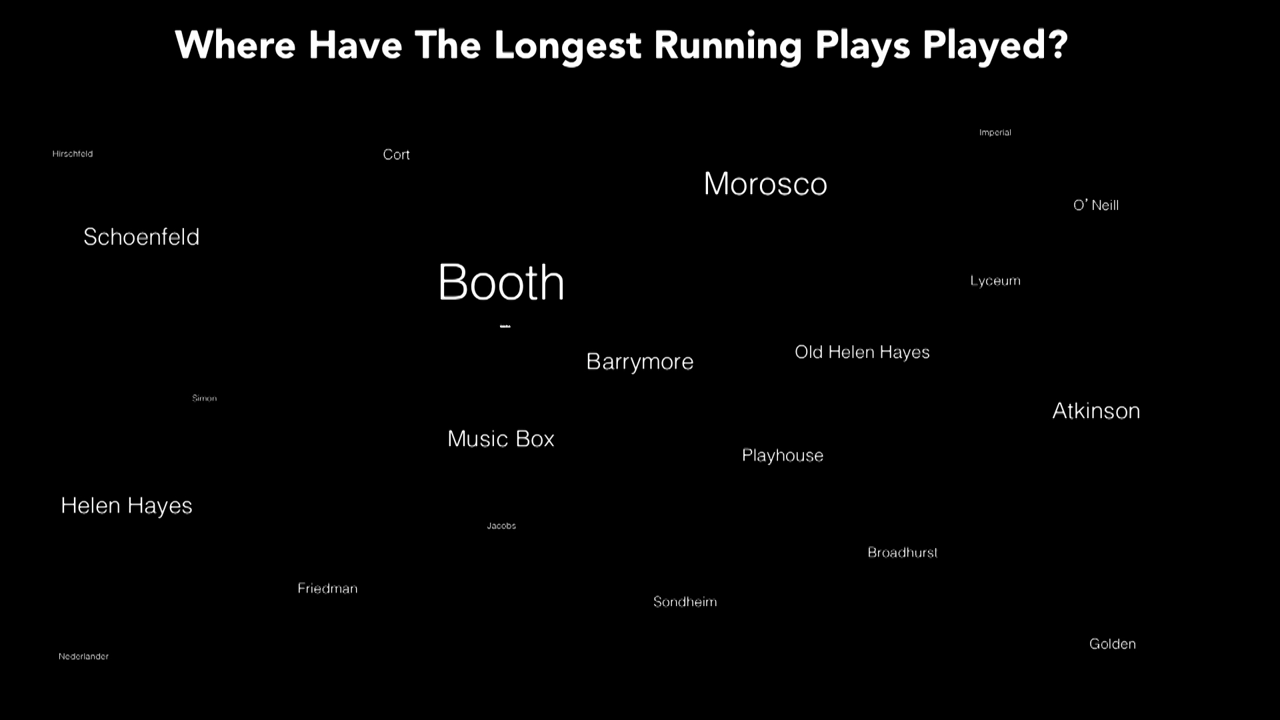 Where Have The Longest Running Plays Played?
Imperial
Hirschfeld
Cort
Morosco
O' Neill
Schoenfeld
Booth
Lyceum
Old Helen Hayes
Barrymore
Simon
Atkinson
Music Box
Playhouse
Helen Hayes
Jacobs
Broadhurst
Friedman
Sondheim
Golden
Nederlander